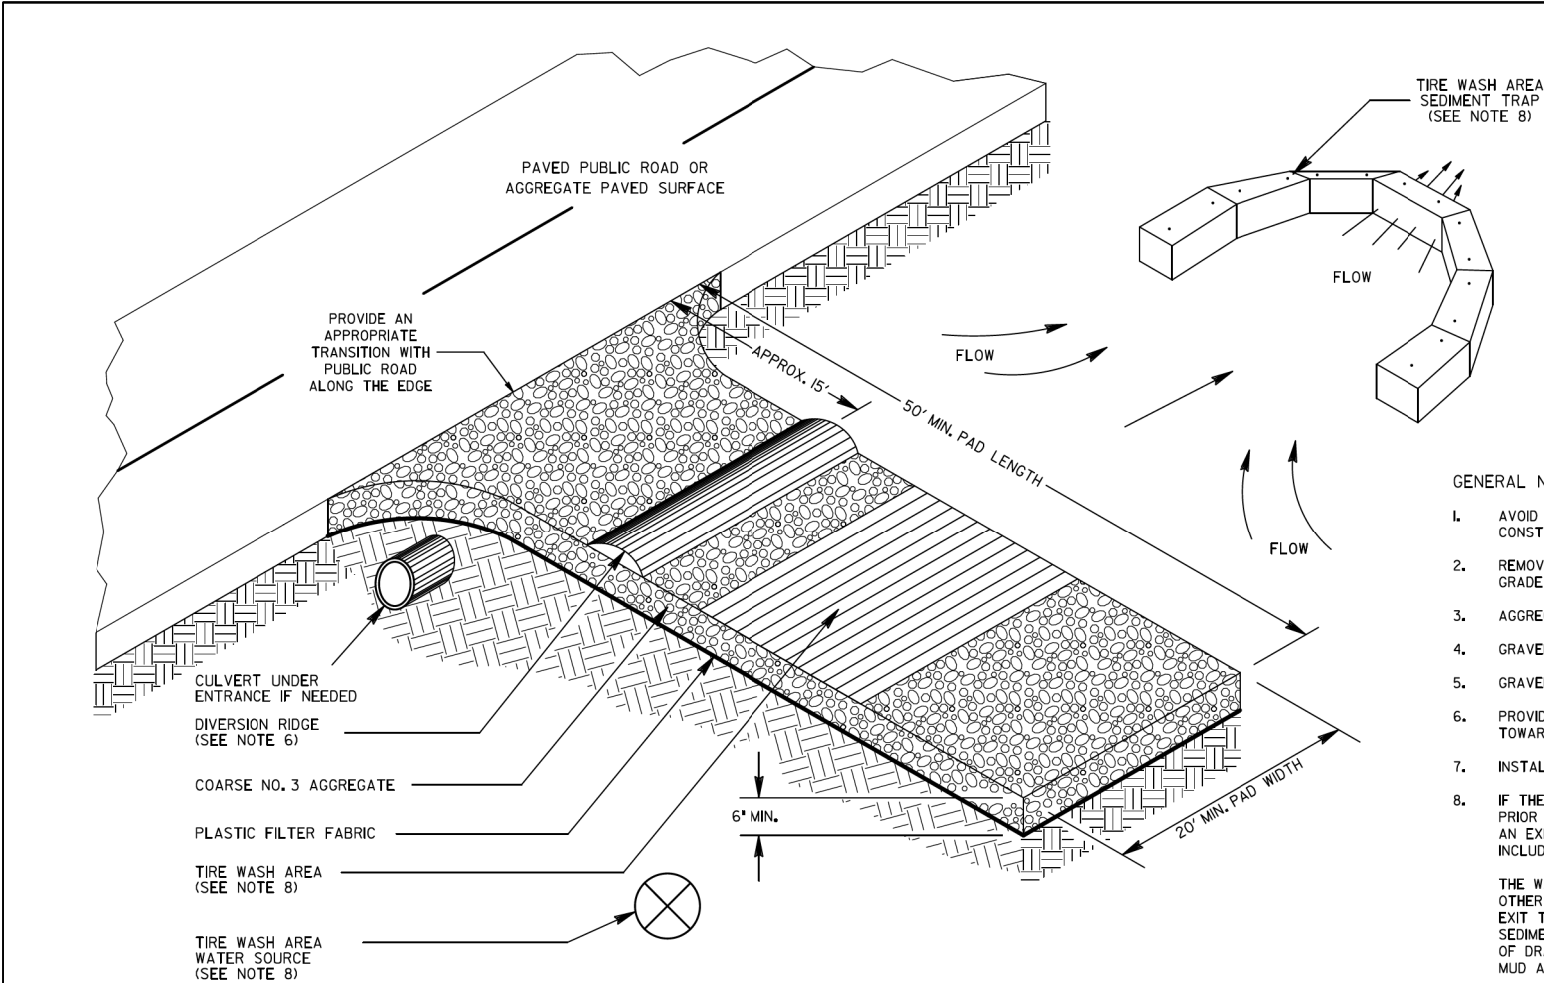 TIRE WASH AREA
SEDIMENT TRAP
(SEE NOTE 8)
PAVED PUBLIC ROAD OR
AGGREGATE PAVED SURFACE
FLOW
PROVIDE AN
APPROPRIATE
TRANSITION WITH
PUBLIC ROAD
ALONG THE EDGE
FLOW
APPROX. 15'
50' MIN. PAD LENGTH
FLOW
CULVERT UNDER
ENTRANCE IF NEEDED
DIVERSION RIDGE
(SEE NOTE 6)
COARSE NO. 3 AGGREGATE
PLASTIC FILTER FABRIC
TIRE WASH AREA
(SEE NOTE 8)
TIRE WASH AREA
WATER SOURCE
(SEE NOTE 8)
6" MIN.
20' MIN. PAD WIDTH
GENERAL N
1. AVOID
CONST
2. REMOV
GRADE
3. AGGRE
4. GRAVE
5. GRAVE
6. PROVID
TOWAR
7. INSTAL
8. IF THE
PRIOR
AN EX
INCLUD
THE W
OTHER
EXIT T
SEDIME
OF DR
MUD A